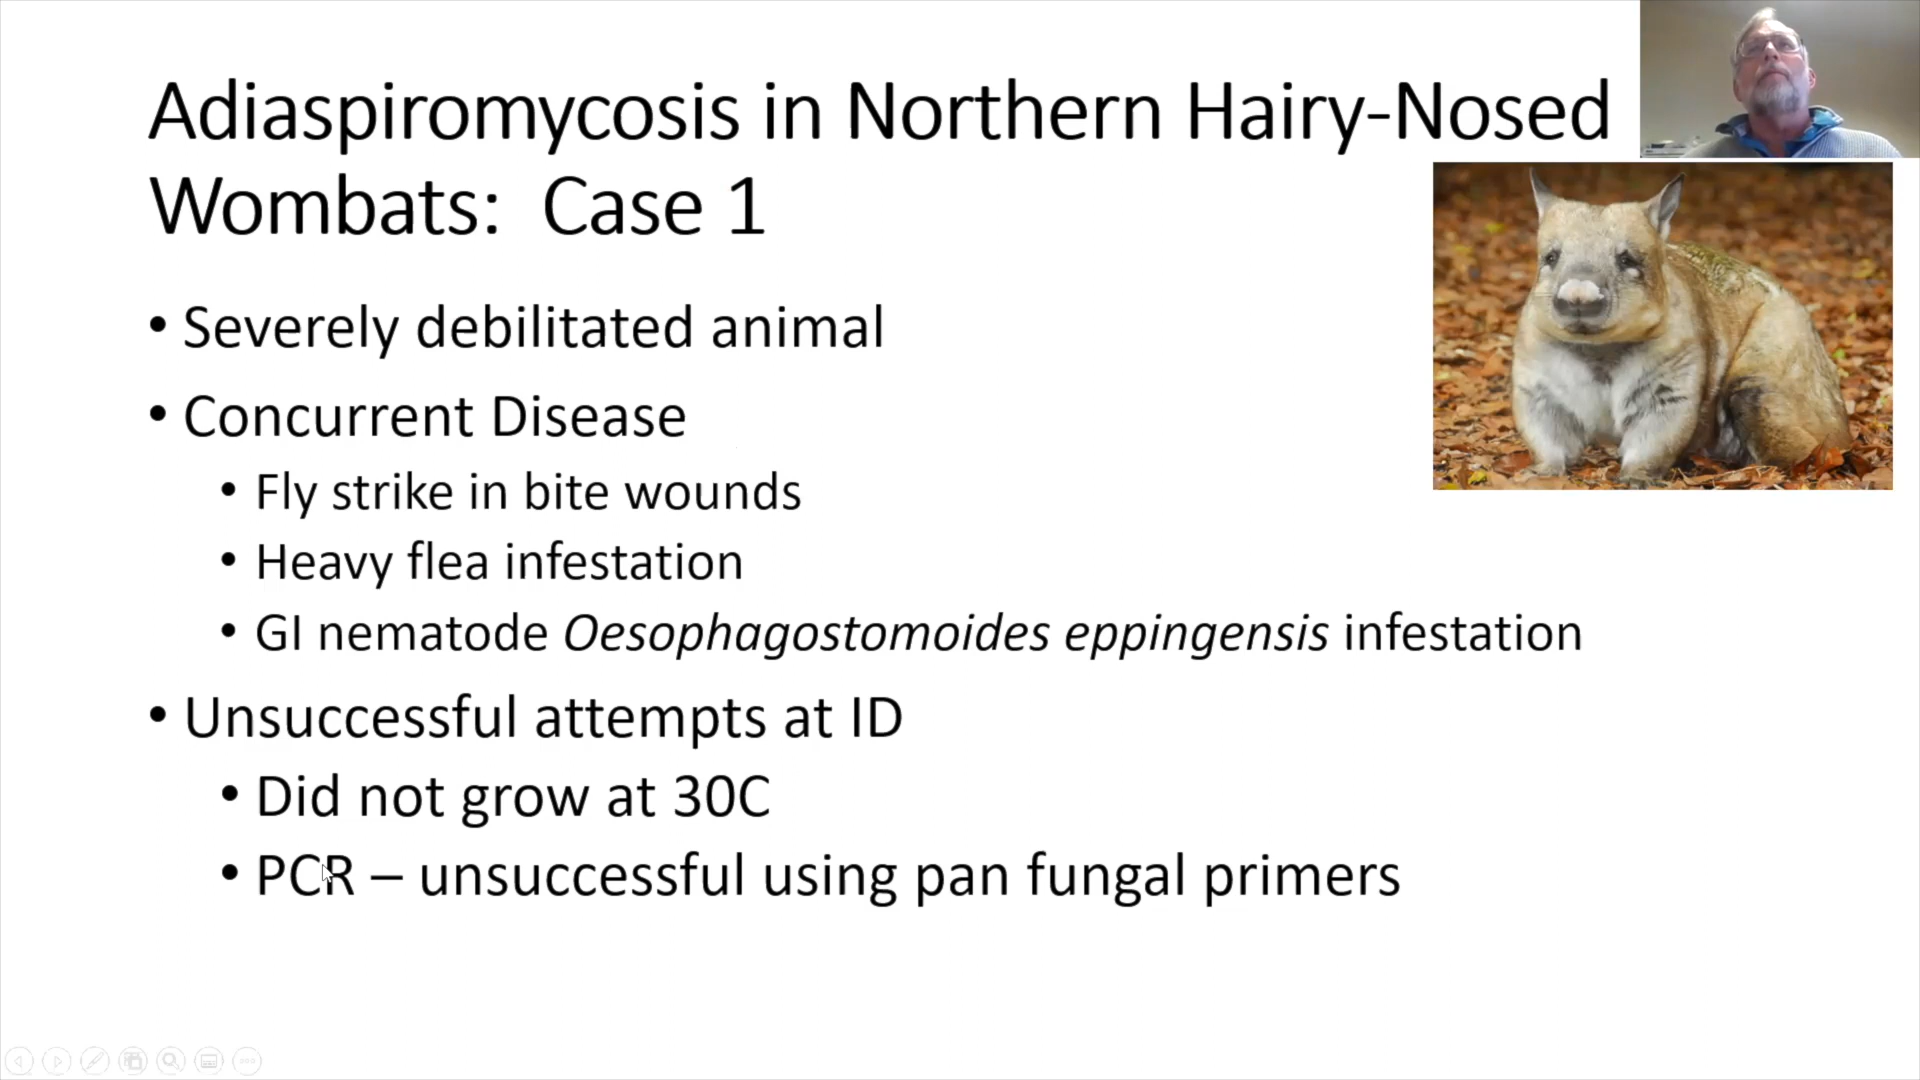 Adiaspiromycosis in Northern Hairy-Nosed
Wombats:  Case 1
• Severely debilitated animal
• Concurrent Disease
• Fly strike in bite wounds
• Heavy flea infestation
• GI nematode Oesophagostomoides eppingensis infestation
• Unsuccessful attempts at ID
• Did not grow at 30C
• PCR – unsuccessful using pan fungal primers